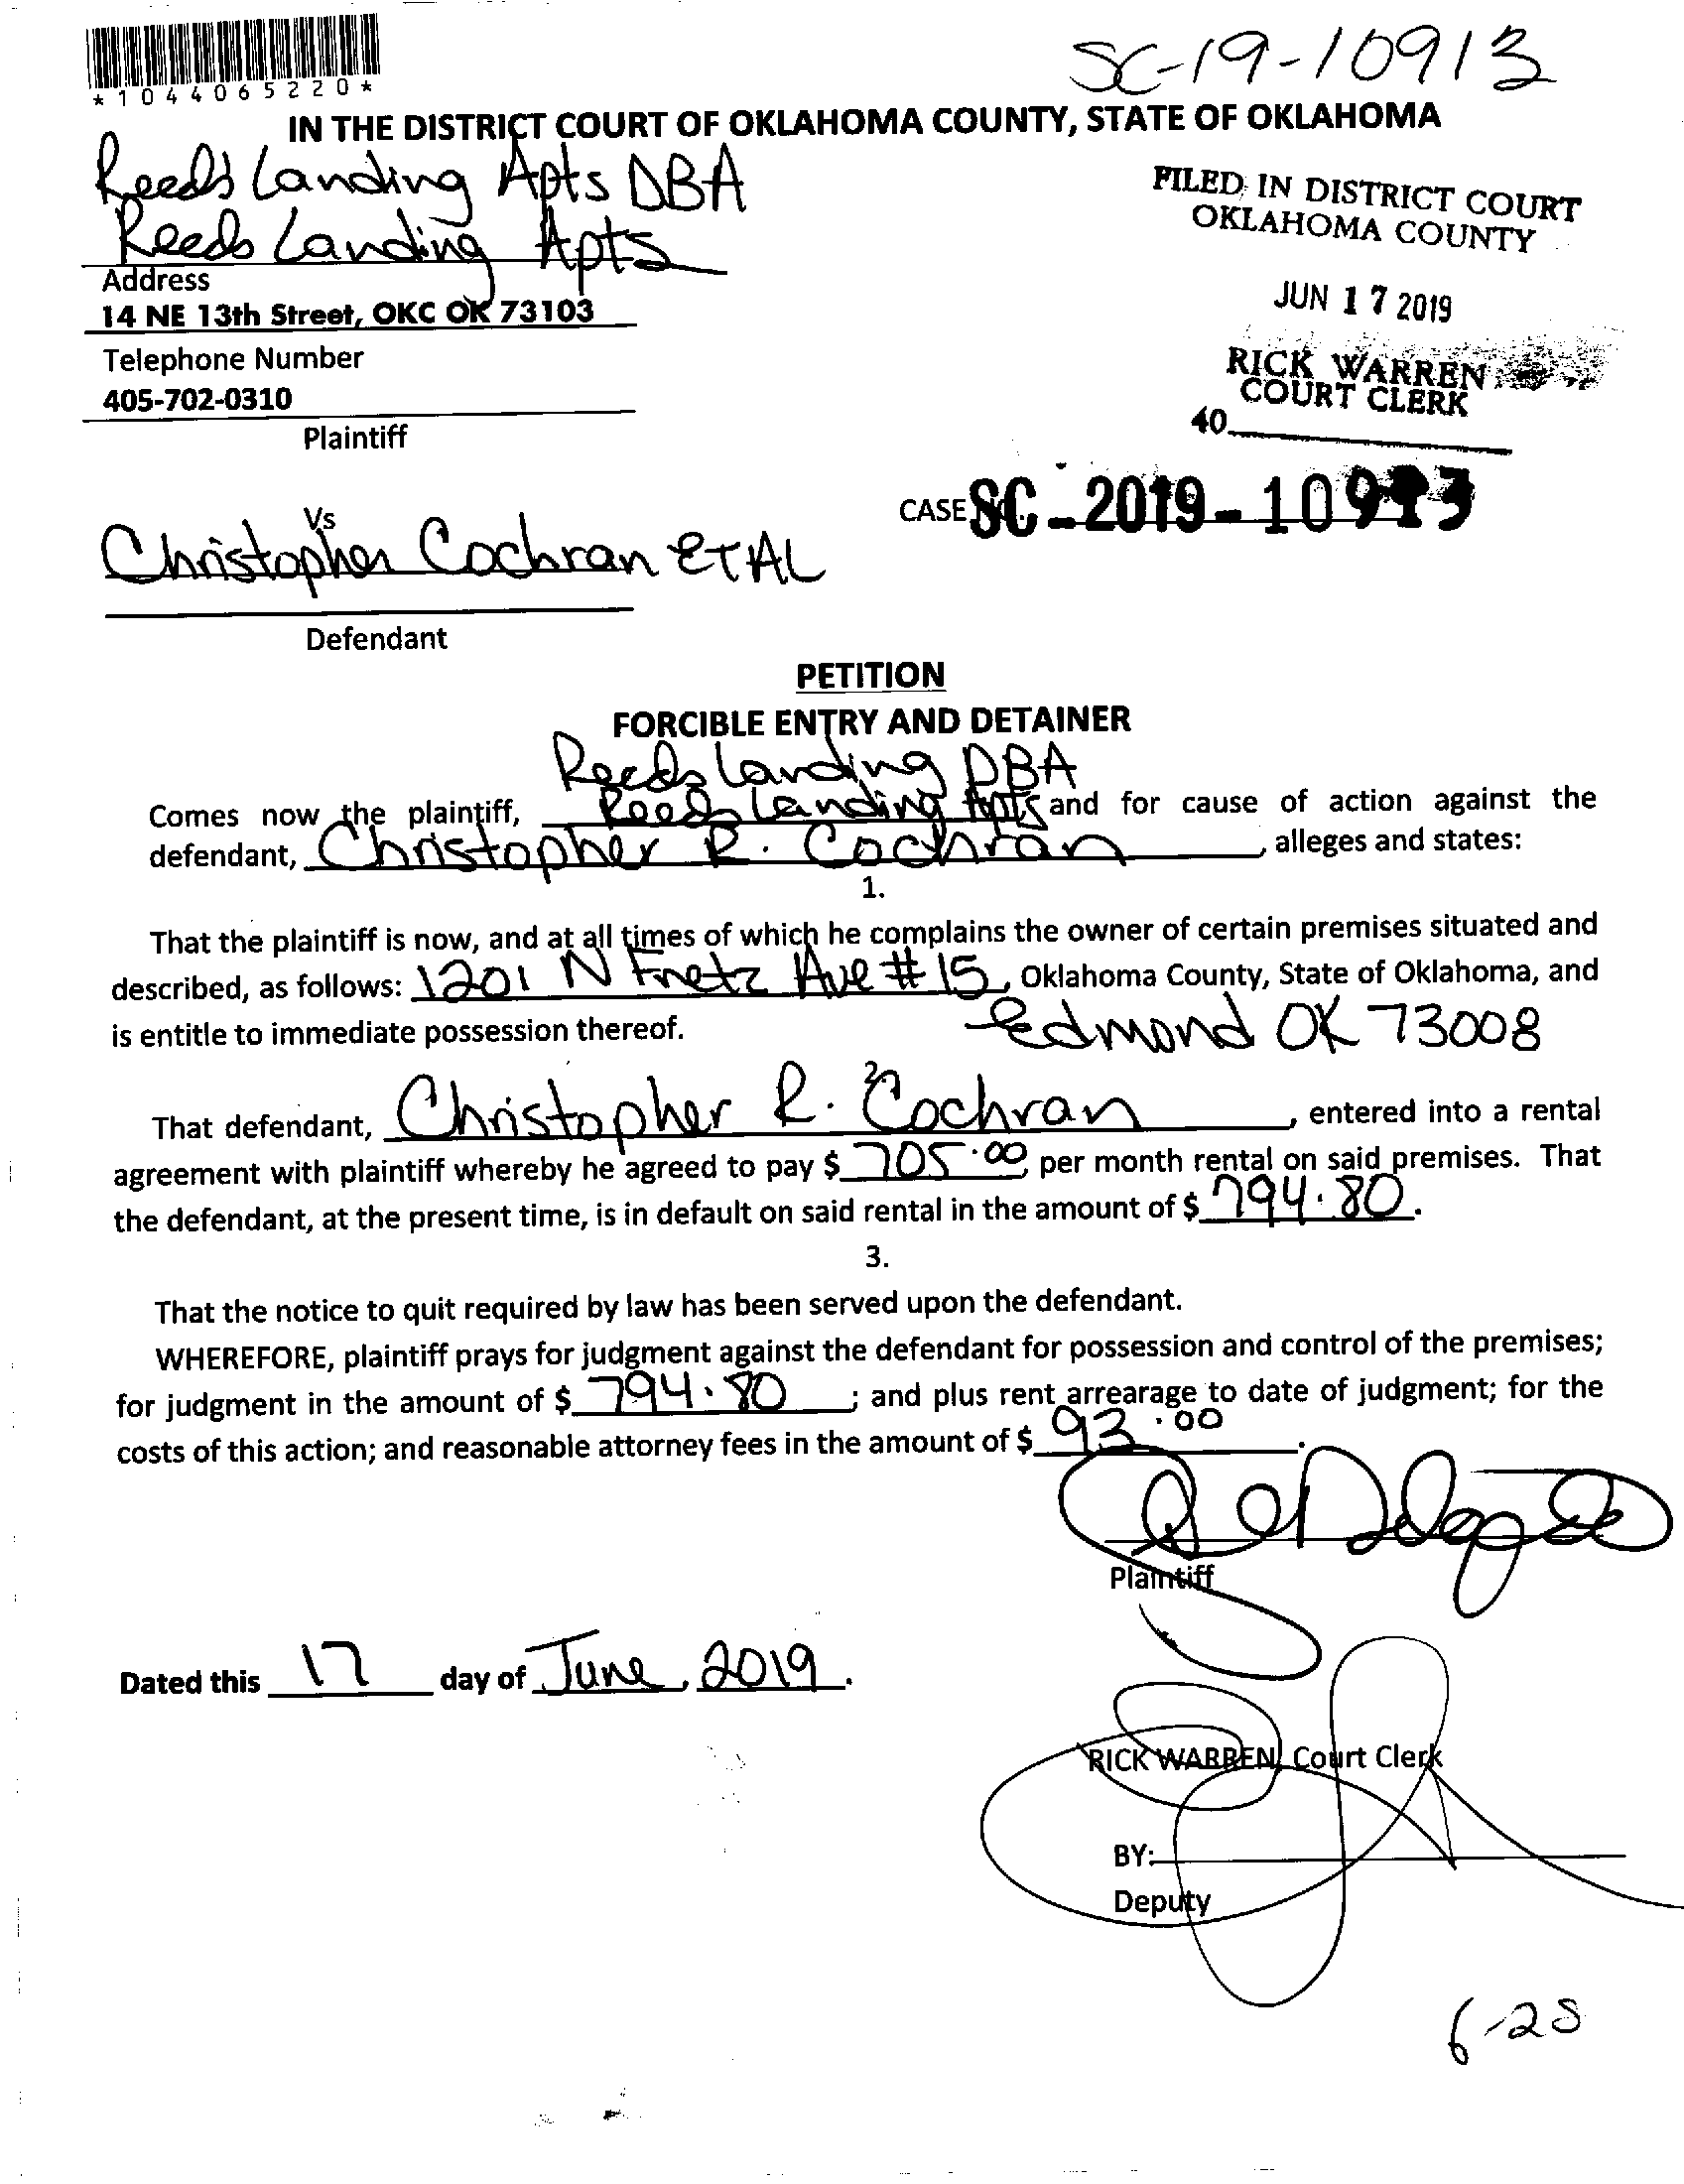 *1044065220*
SC-19-10913
IN THE DISTRICT COURT OF OKLAHOMA COUNTY, STATE OF OKLAHOMA
Reeds Landing Apts DBA
Reeds Landing Apts
Address
14 NE 13th Street, OKC OK 73103
Telephone Number
405-702-0310
Plaintiff
FILED IN DISTRICT COURT
OKLAHOMA COUNTY
JUN 17 2019
RICK WARREN
COURT CLERK
40
CASE SC-2019-10913
Vs
Christopher Cochran ETAL
Defendant
PETITION
FORCIBLE ENTRY AND DETAINER
Reeds Landing DBA
Comes now the plaintiff, Reeds Landing Apts and for cause of action against the
defendant, Christopher R. Cochran, alleges and states:
1.
That the plaintiff is now, and at all times of which he complains the owner of certain premises situated and
described, as follows: 1201 N Fretz Ave #15, Oklahoma County, State of Oklahoma, and
is entitle to immediate possession thereof. Edmond OK 73008
2.
That defendant, Christopher R. Cochran, entered into a rental
agreement with plaintiff whereby he agreed to pay $ 705.00 per month rental on said premises. That
the defendant, at the present time, is in default on said rental in the amount of $ 794.80.
3.
That the notice to quit required by law has been served upon the defendant.
WHEREFORE, plaintiff prays for judgment against the defendant for possession and control of the premises;
for judgment in the amount of $ 794.80; and plus rent arrearage to date of judgment; for the
costs of this action; and reasonable attorney fees in the amount of $ 93.00.
Plaintiff
Dated this 17 day of June, 2019.
RICK WARREN, Court Clerk
BY:
Deputy
6-28